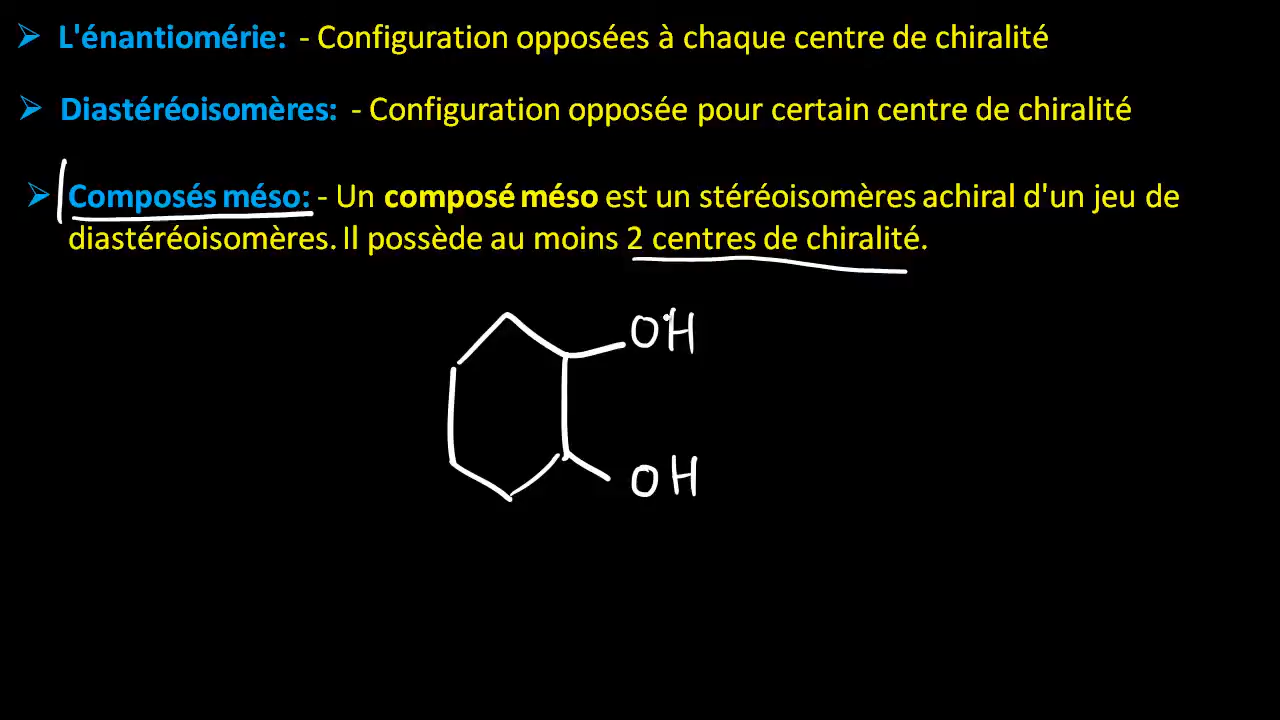 L'énantiomérie: - Configuration opposées à chaque centre de chiralité
Diastéréoisomères: - Configuration opposée pour certain centre de chiralité
Composés méso: - Un composé méso est un stéréoisomères achiral d'un jeu de
diastéréoisomères. Il possède au moins 2 centres de chiralité.
OH
OH